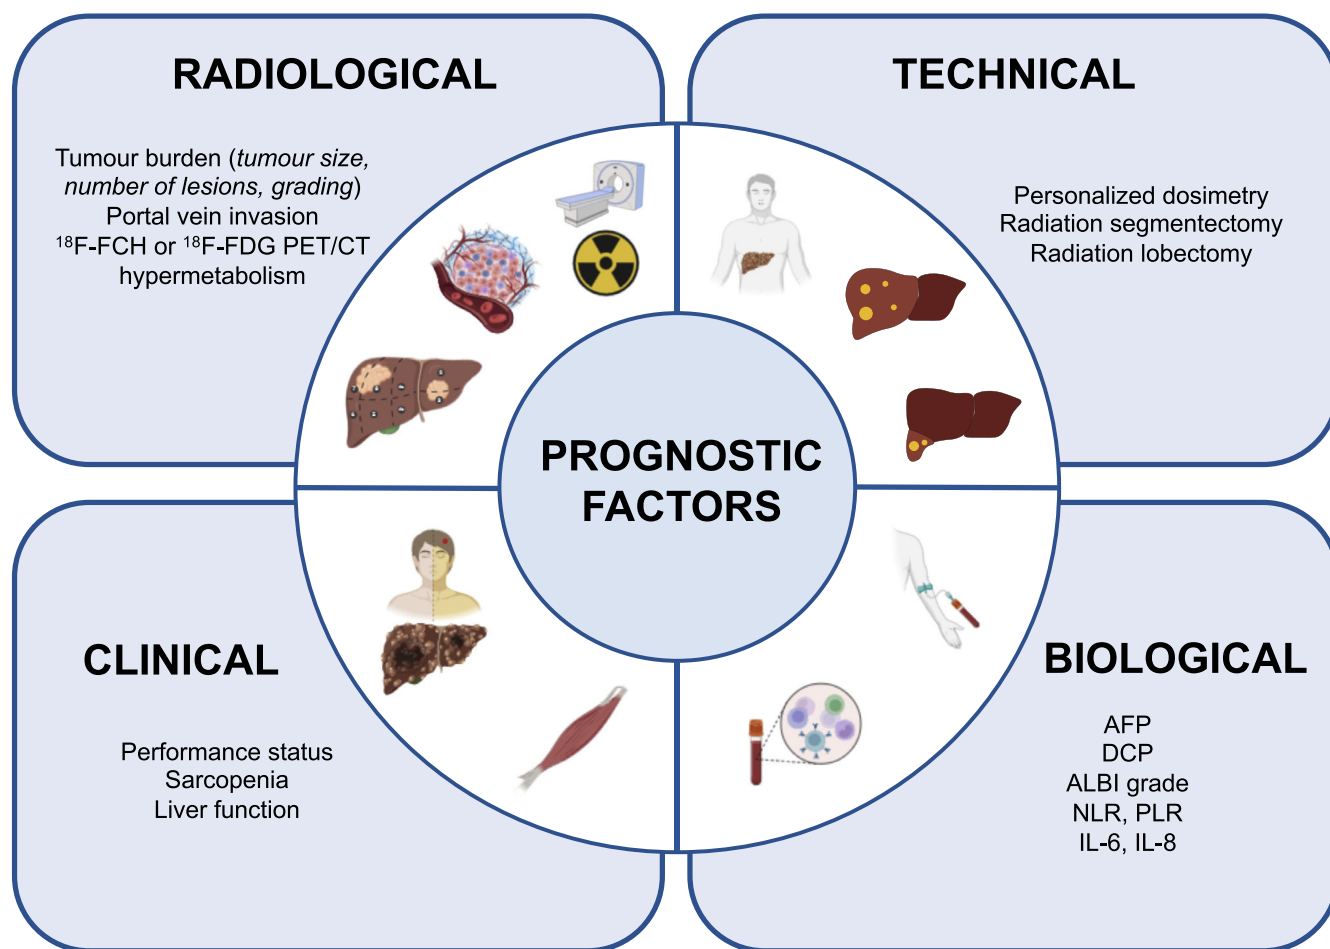 RADIOLOGICAL
Tumour burden (tumour size,
number of lesions, grading)
Portal vein invasion
¹⁸F-FCH or ¹⁸F-FDG PET/CT
hypermetabolism
TECHNICAL
Personalized dosimetry
Radiation segmentectomy
Radiation lobectomy
PROGNOSTIC
FACTORS
CLINICAL
Performance status
Sarcopenia
Liver function
BIOLOGICAL
AFP
DCP
ALBI grade
NLR, PLR
IL-6, IL-8